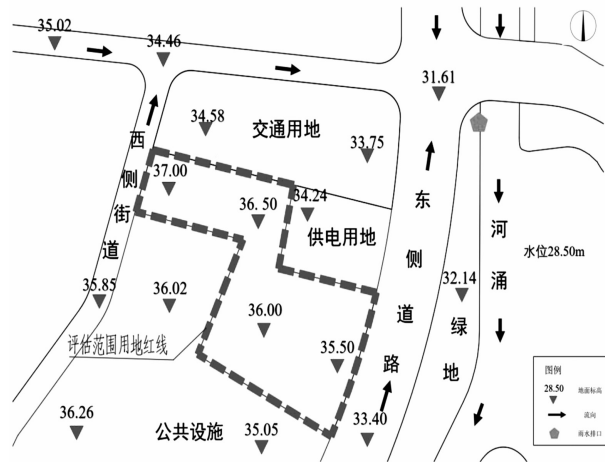 35.02
34.46
31.61
34.58
交通用地
33.75
西侧街道
37.00
36.50
34.24
供电用地
东侧道路
河涌
水位28.50m
35.85
36.02
36.00
32.14
绿地
评估范围用地红线
35.50
36.26
公共设施
35.05
33.40
图例
28.50 地面标高
流向
雨水排口